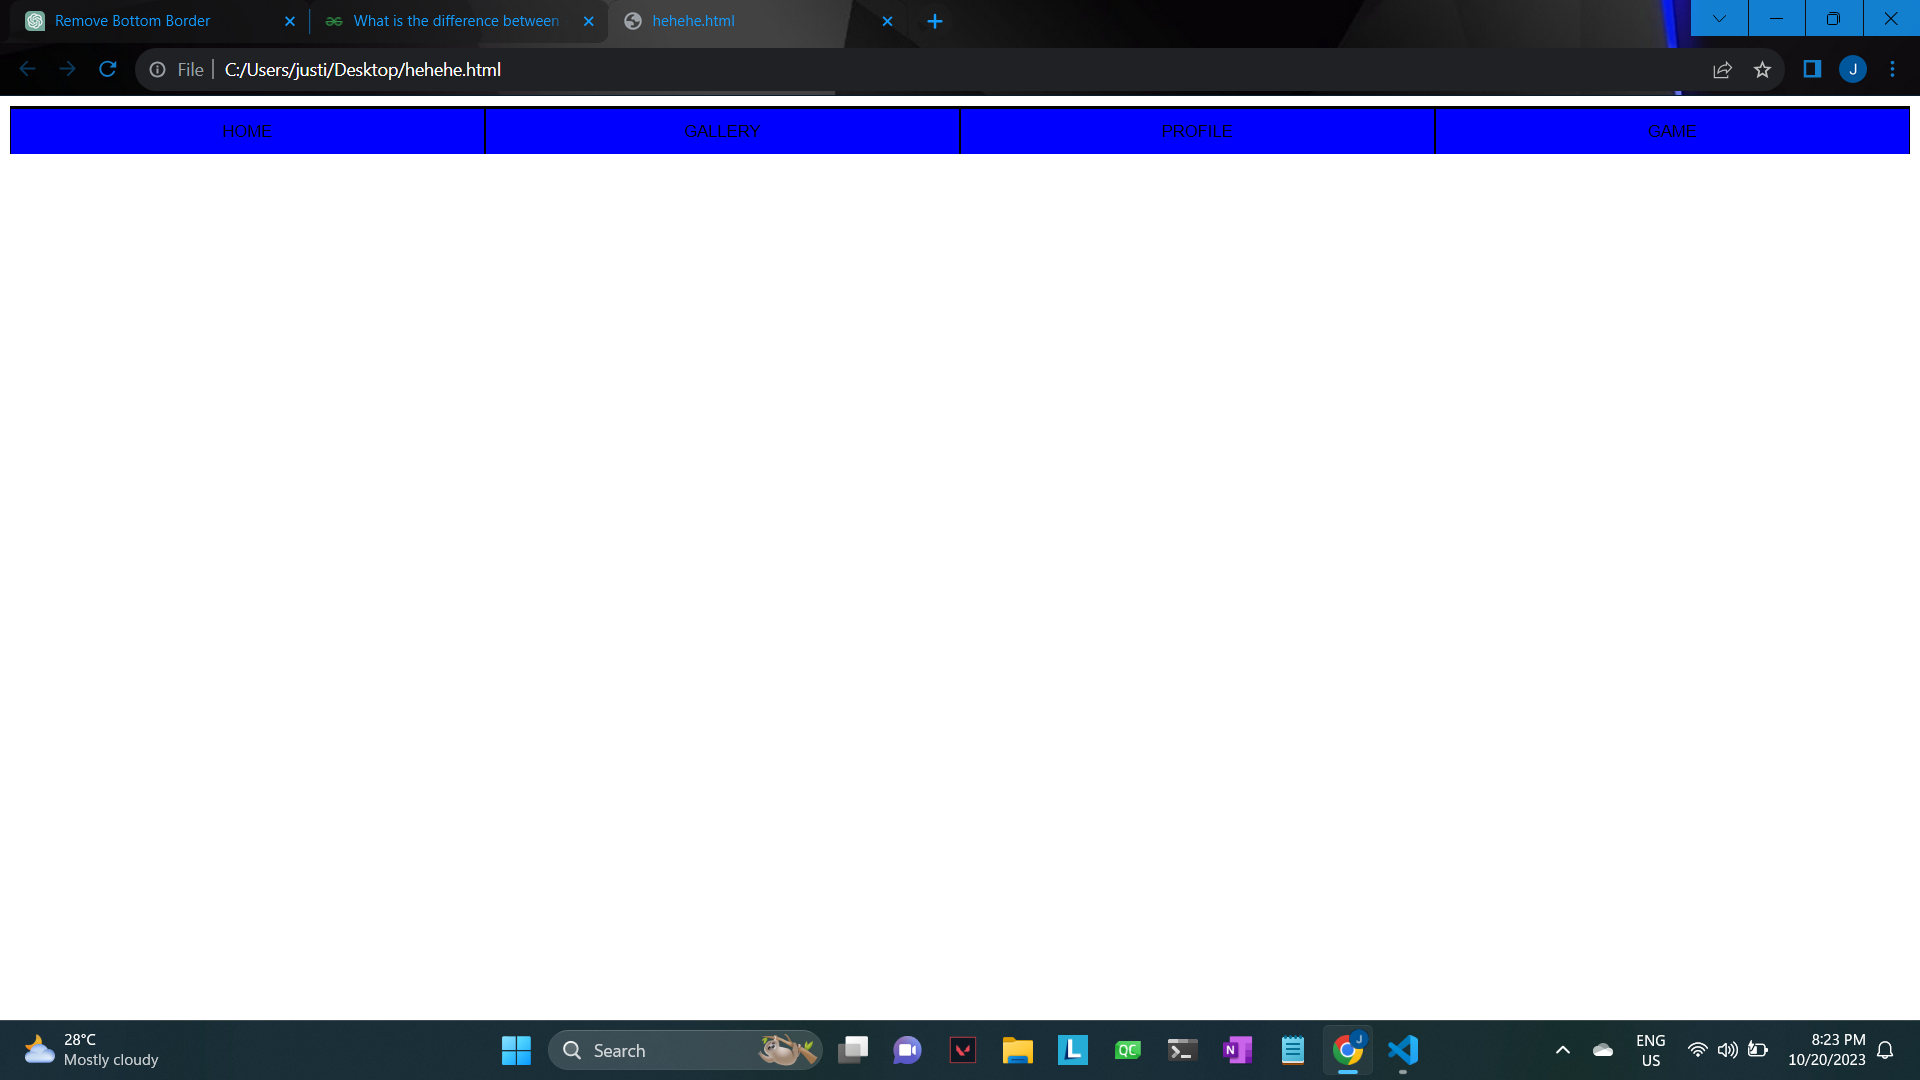 Remove Bottom Border
What is the difference between
hehehe.html
File
C:/Users/justi/Desktop/hehehe.html
J
HOME
GALLERY
PROFILE
GAME
28°C
Mostly cloudy
Search
L
QC
N
J
ENG
US
8:23 PM
10/20/2023